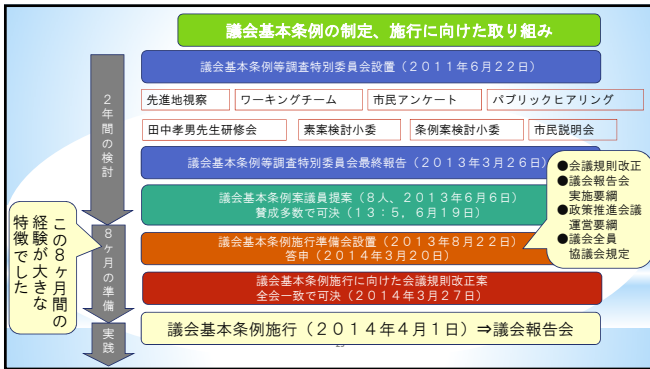 議会基本条例の制定、施行に向けた取り組み
2年間の検討
議会基本条例等調査特別委員会設置（2011年6月22日）
先進地視察
ワーキングチーム
市民アンケート
パブリックヒアリング
田中孝男先生研修会
素案検討小委
条例案検討小委
市民説明会
議会基本条例等調査特別委員会最終報告（2013年3月26日）
議会基本条例案議員提案（8人、2013年6月6日）
賛成多数で可決（13：5，6月19日）
●会議規則改正
●議会報告会
実施要綱
●政策推進会議
運営要綱
●議会全員
協議会規定
8ヶ月の準備
この8ヶ月間の
経験が大きな
特徴でした
議会基本条例施行準備会設置（2013年8月22日）
答申（2014年3月20日）
議会基本条例施行に向けた会議規則改正案
全会一致で可決（2014年3月27日）
実践
議会基本条例施行（2014年4月1日）⇒議会報告会